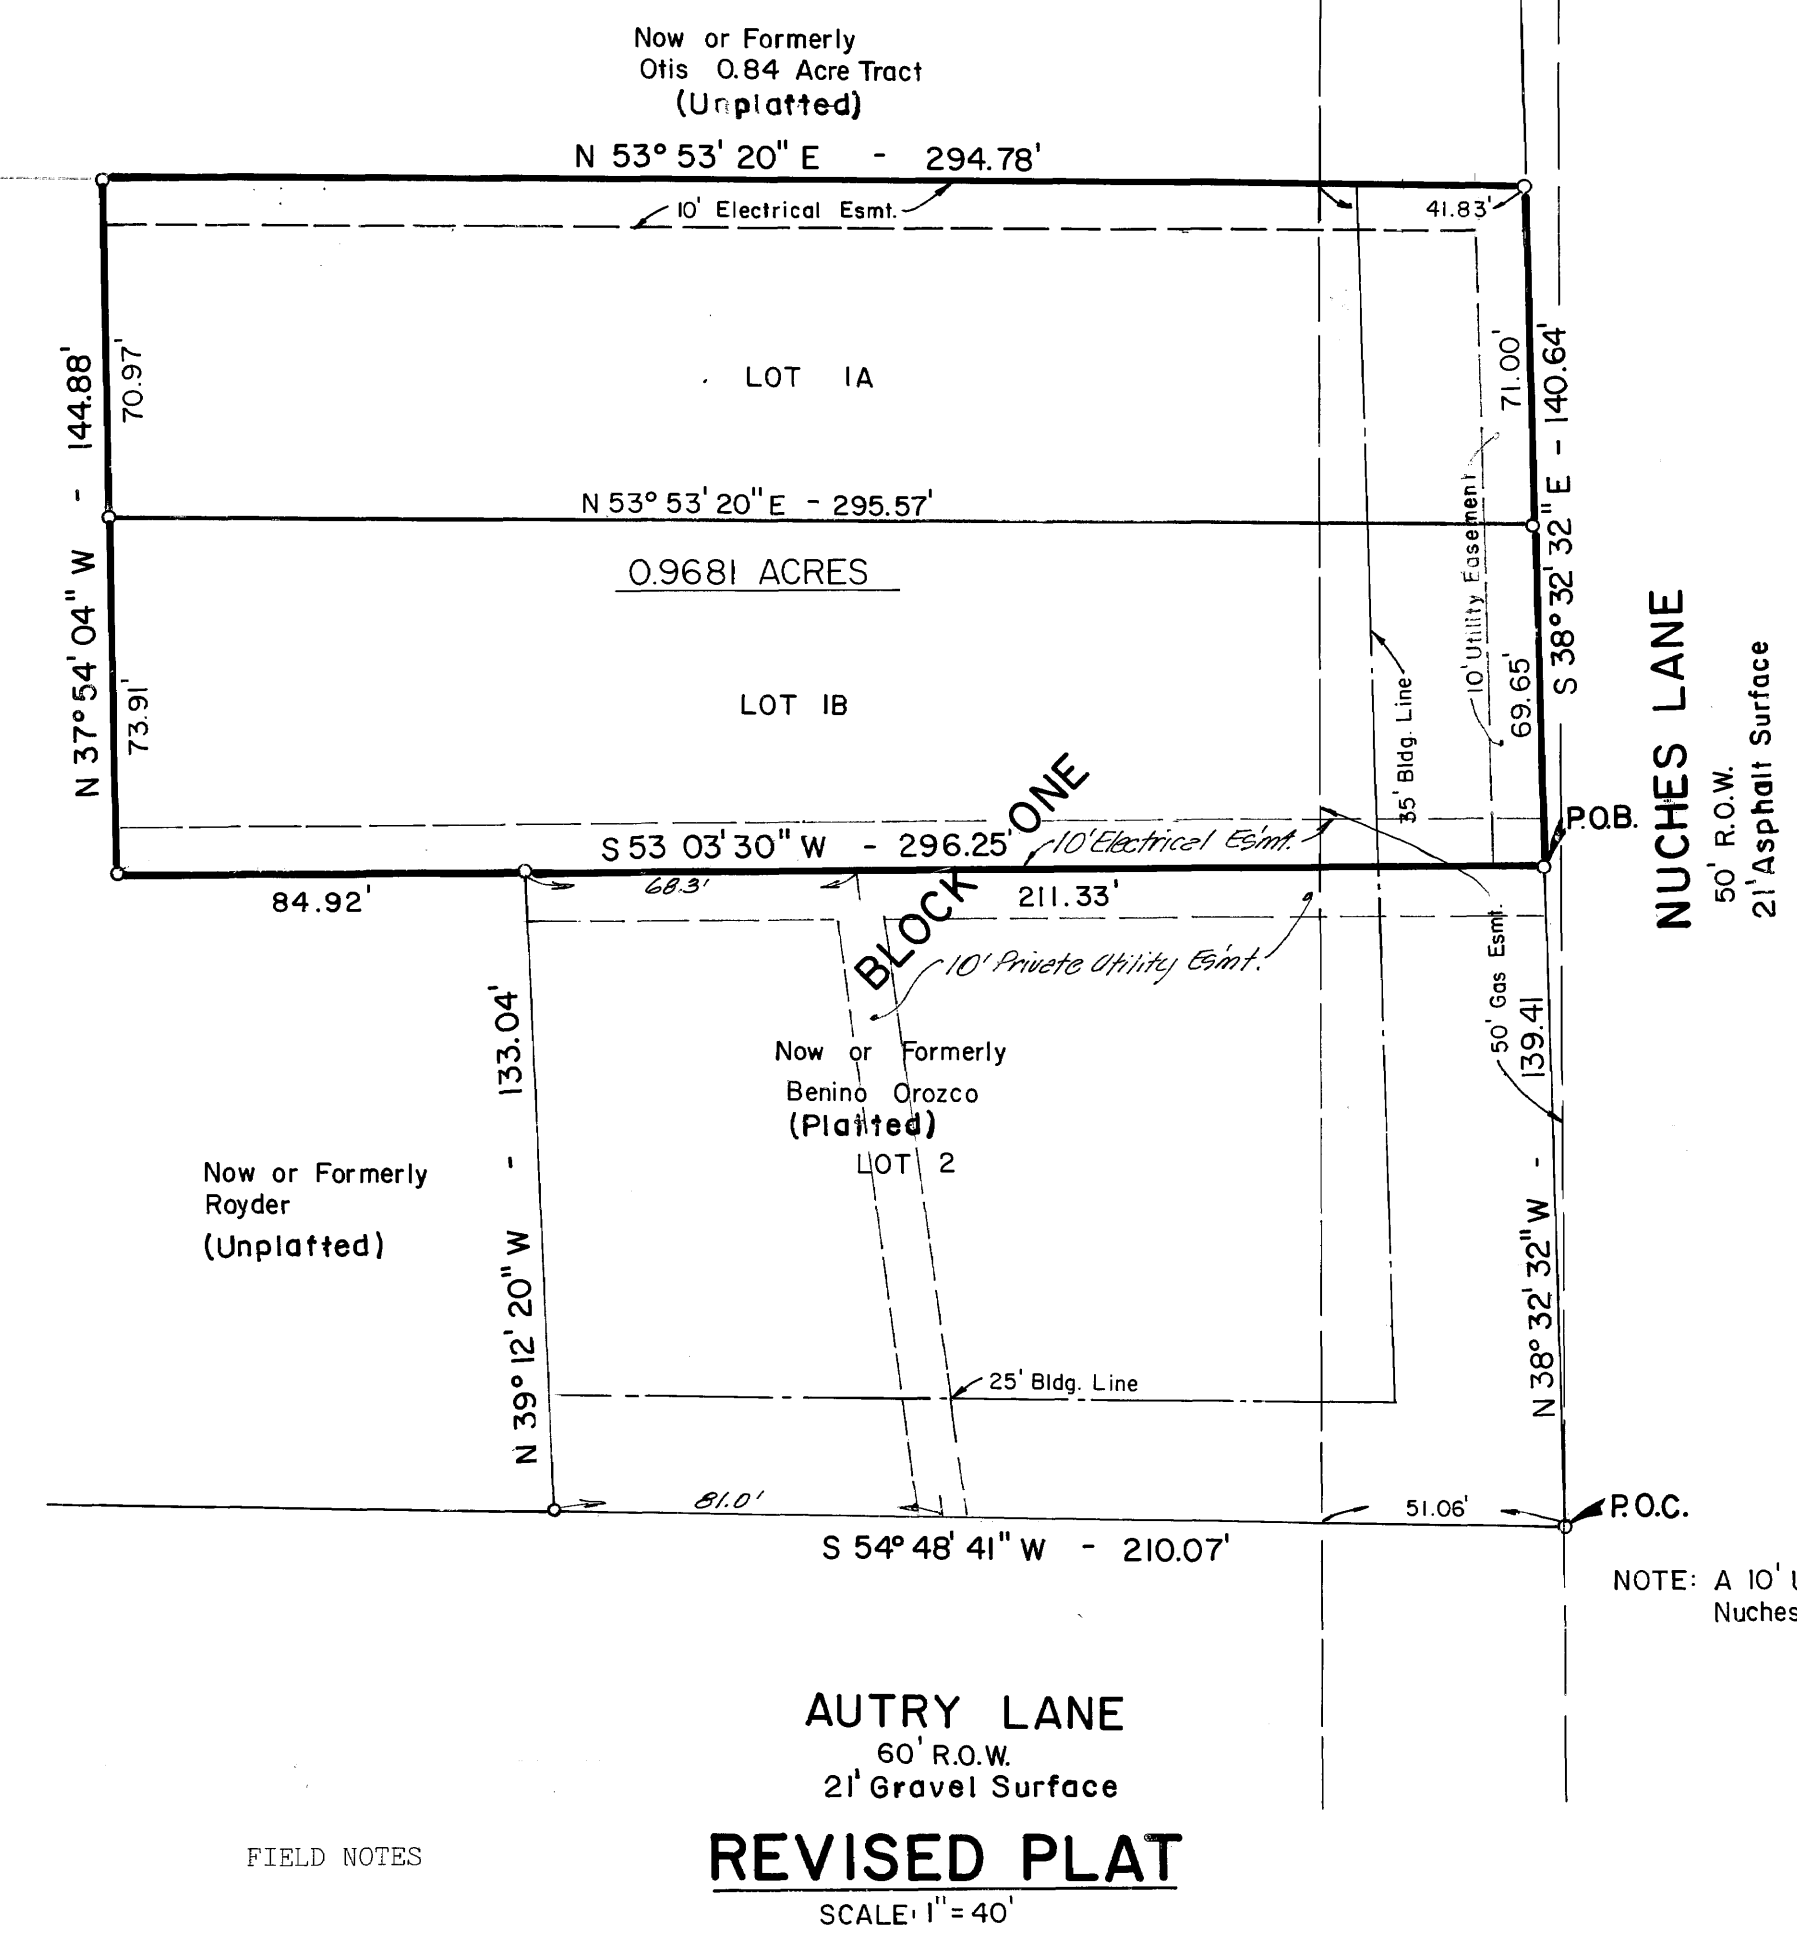 Now or Formerly
Otis 0.84 Acre Tract
(Unplatted)
N 53° 53' 20" E - 294.78'
10' Electrical Esmt.
41.83'
N 37° 54' 04" W - 144.88'
70.97'
LOT 1A
71.00'
S 38° 32' 32" E - 140.64'
N 53° 53' 20" E - 295.57'
0.9681 ACRES
10' Utility Easement
73.91'
LOT 1B
35' Bldg. Line
69.65'
NUCHES LANE
50' R.O.W.
21' Asphalt Surface
P.O.B.
S 53 03' 30" W - 296.25'
10' Electrical Es'mt.
BLOCK ONE
84.92'
68.3'
211.33'
10' Private Utility Es'mt.
50' Gas Esmt.
133.04'
N 39° 12' 20" W -
139.41
N 38° 32' 32" W -
Now or Formerly
Benino Orozco
(Platted)
LOT 2
Now or Formerly
Royder
(Unplatted)
25' Bldg. Line
81.0'
51.06'
P.O.C.
S 54° 48' 41" W - 210.07'
NOTE: A 10'
Nuches
AUTRY LANE
60' R.O.W.
21' Gravel Surface
REVISED PLAT
SCALE: 1" = 40'
FIELD NOTES